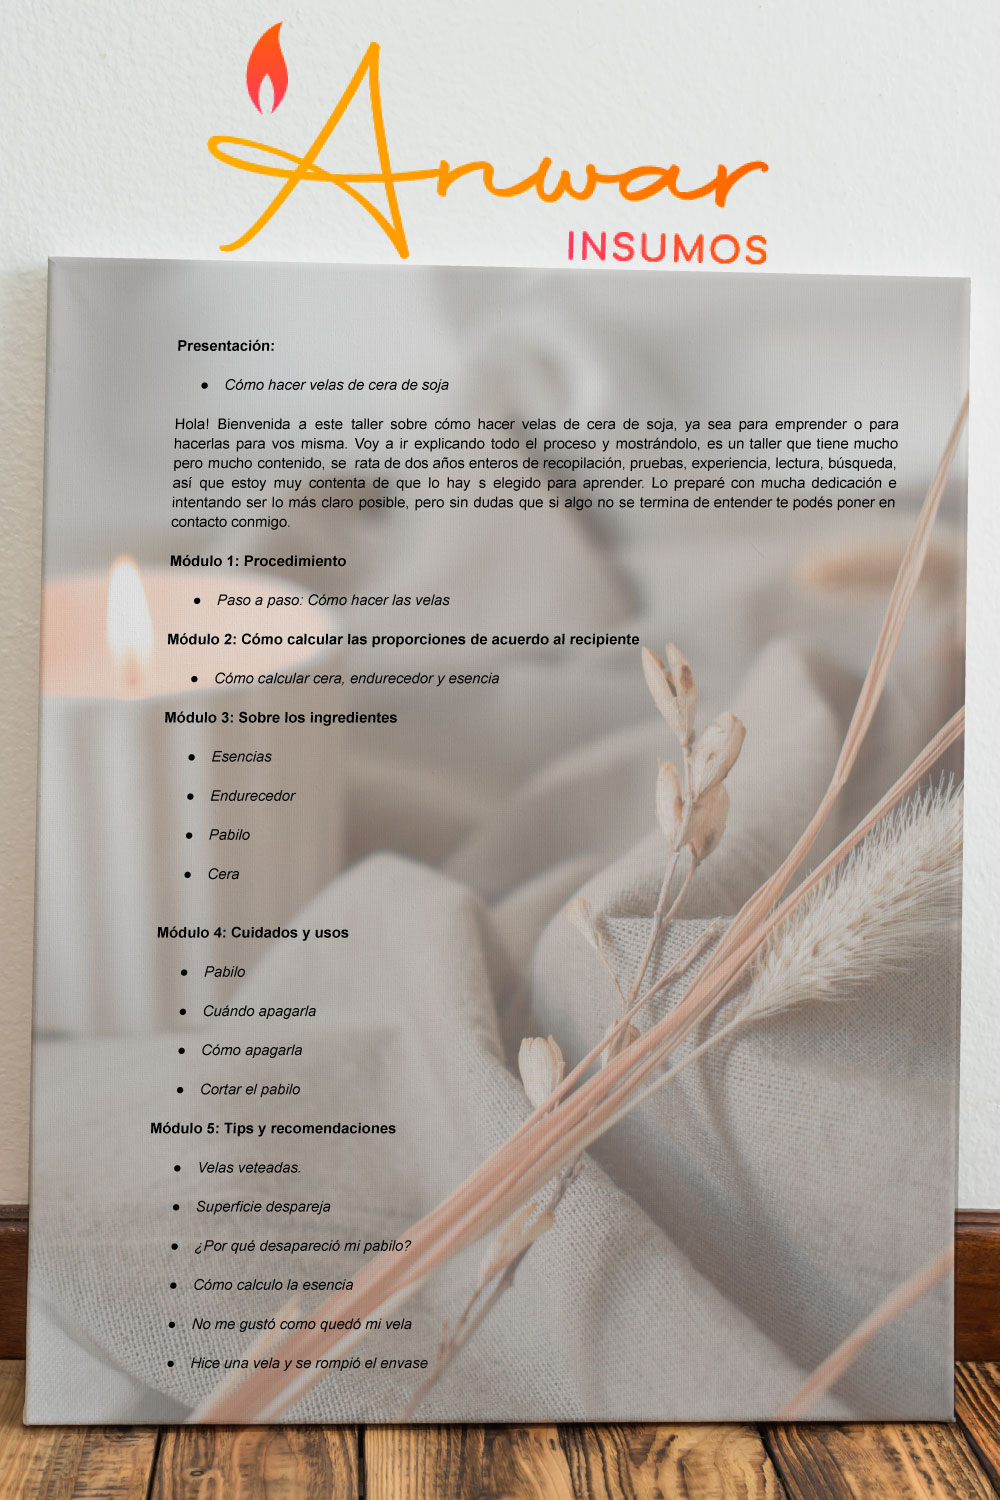 Anwar
INSUMOS
Presentación:
● Cómo hacer velas de cera de soja
Hola! Bienvenida a este taller sobre cómo hacer velas de cera de soja, ya sea para emprender o para
hacerlas para vos misma. Voy a ir explicando todo el proceso y mostrándolo, es un taller que tiene mucho
pero mucho contenido, se rata de dos años enteros de recopilación, pruebas, experiencia, lectura, búsqueda,
así que estoy muy contenta de que lo hay s elegido para aprender. Lo preparé con mucha dedicación e
intentando ser lo más claro posible, pero sin dudas que si algo no se termina de entender te podés poner en
contacto conmigo.
Módulo 1: Procedimiento
● Paso a paso: Cómo hacer las velas
Módulo 2: Cómo calcular las proporciones de acuerdo al recipiente
● Cómo calcular cera, endurecedor y esencia
Módulo 3: Sobre los ingredientes
● Esencias
● Endurecedor
● Pabilo
● Cera
Módulo 4: Cuidados y usos
● Pabilo
● Cuándo apagarla
● Cómo apagarla
● Cortar el pabilo
Módulo 5: Tips y recomendaciones
● Velas veteadas.
● Superficie despareja
● ¿Por qué desapareció mi pabilo?
● Cómo calculo la esencia
● No me gustó como quedó mi vela
● Hice una vela y se rompió el envase